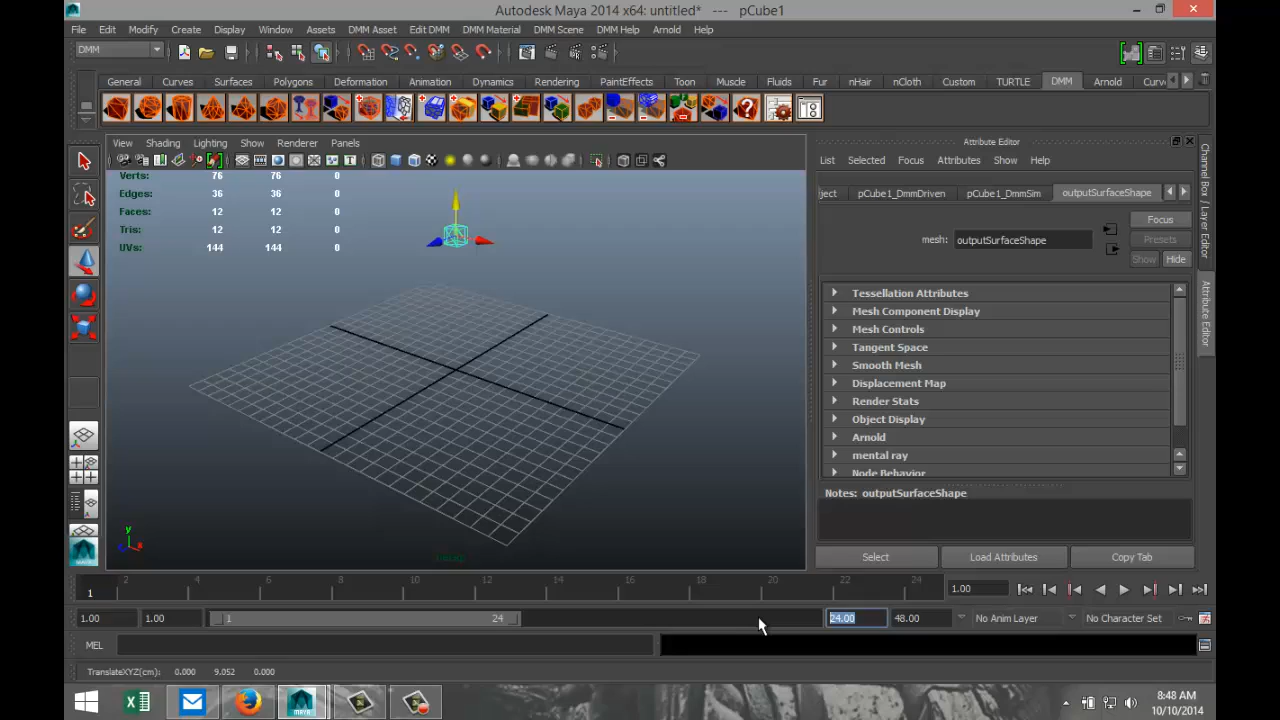 Autodesk Maya 2014 x64: untitled* --- pCube1
File Edit Modify Create Display Window Assets DMM Asset Edit DMM DMM Material DMM Scene DMM Help Arnold Help
DMM
General Curves Surfaces Polygons Deformation Animation Dynamics Rendering PaintEffects Toon Muscle Fluids Fur nHair nCloth Custom TURTLE DMM Arnold Curv
View Shading Lighting Show Renderer Panels
Attribute Editor
List Selected Focus Attributes Show Help
Verts: 76 76 0
Edges: 36 36 0
Faces: 12 12 0
Tris: 12 12 0
UVs: 144 144 0
ject pCube1_DmmDriven pCube1_DmmSim outputSurfaceShape
Focus
mesh: outputSurfaceShape Presets
Show Hide
Tessellation Attributes
Mesh Component Display
Mesh Controls
Tangent Space
Smooth Mesh
Displacement Map
Render Stats
Object Display
Arnold
mental ray
Node Behavior
Notes: outputSurfaceShape
Select Load Attributes Copy Tab
Channel Box / Layer Editor
Attribute Editor
y
1 2 4 6 8 10 12 14 16 18 20 22 24 1.00
1.00 1.00 1 24 24.00 48.00 No Anim Layer No Character Set
MEL
TranslateXYZ(cm): 0.000 9.052 0.000
8:48 AM
10/10/2014